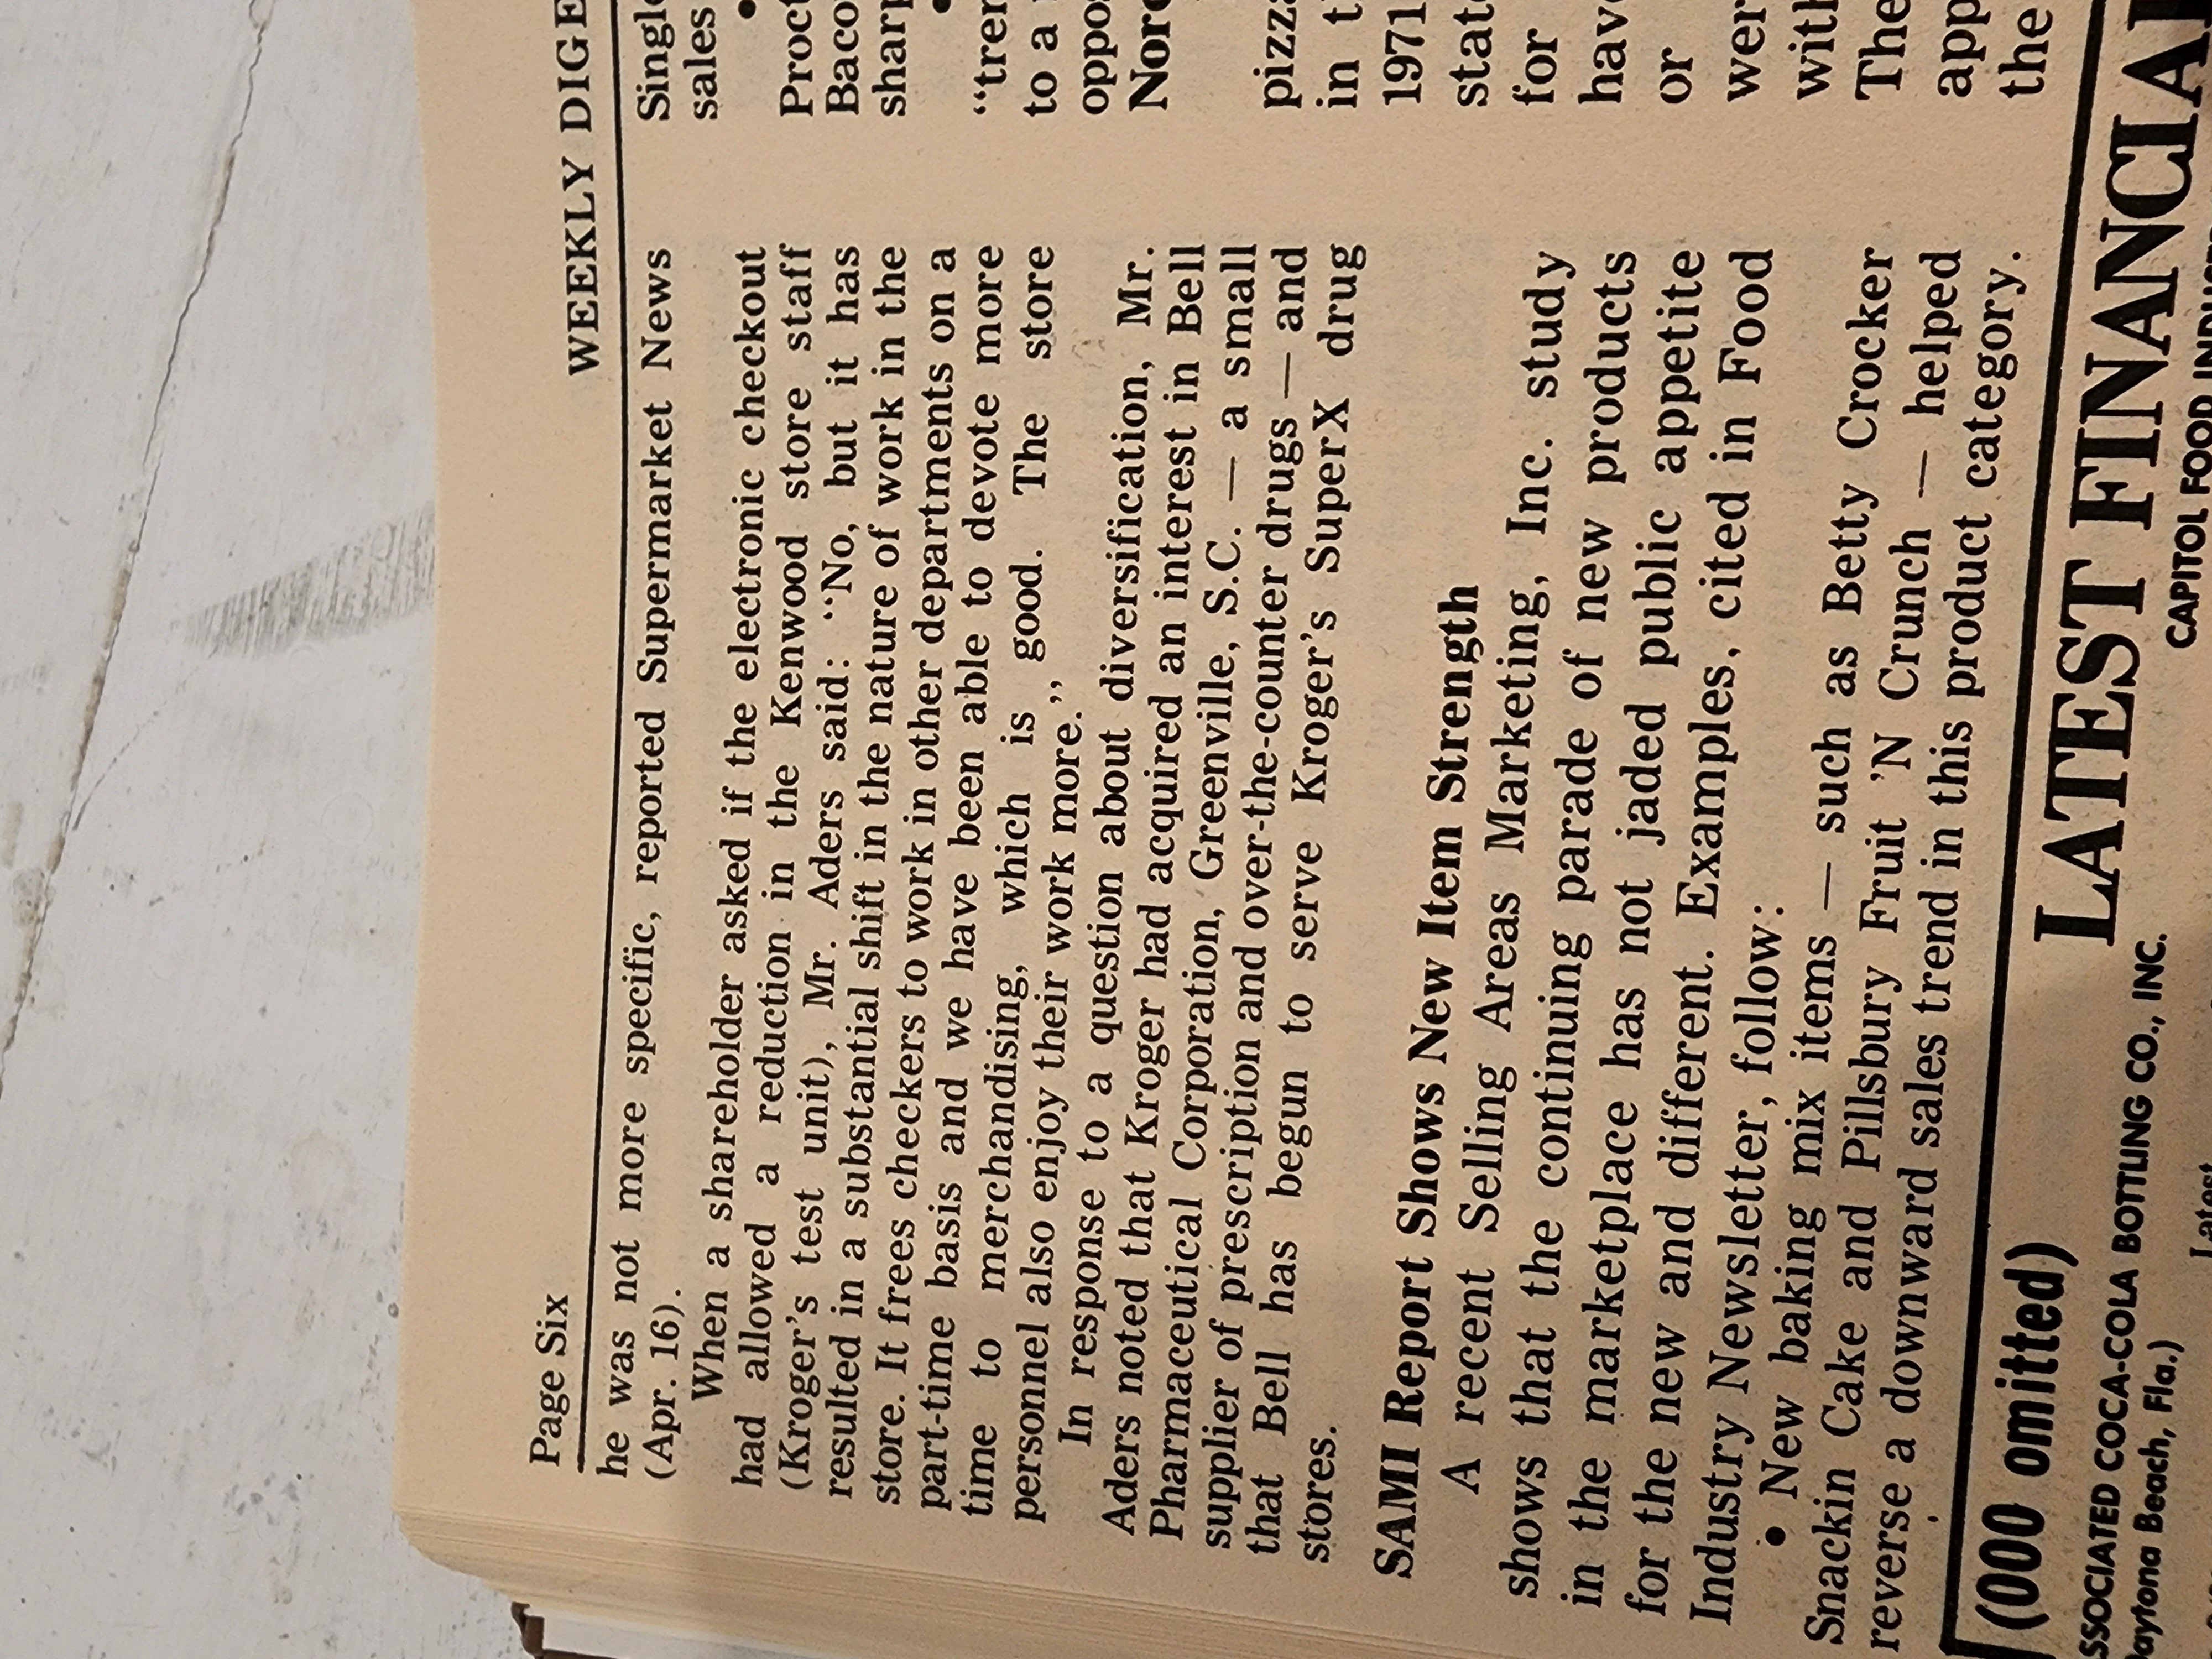 Page Six
WEEKLY DIGE
he was not more specific, reported Supermarket News
(Apr. 16).
When a shareholder asked if the electronic checkout
had allowed a reduction in the Kenwood store staff
(Kroger's test unit), Mr. Aders said: “No, but it has
resulted in a substantial shift in the nature of work in the
store. It frees checkers to work in other departments on a
part-time basis and we have been able to devote more
time to merchandising, which is good. The store
personnel also enjoy their work more.”
In response to a question about diversification, Mr.
Aders noted that Kroger had acquired an interest in Bell
Pharmaceutical Corporation, Greenville, S.C. — a small
supplier of prescription and over-the-counter drugs — and
that Bell has begun to serve Kroger's SuperX drug
stores.
SAMI Report Shows New Item Strength
A recent Selling Areas Marketing, Inc. study
shows that the continuing parade of new products
in the marketplace has not jaded public appetite
for the new and different. Examples, cited in Food
Industry Newsletter, follow:
• New baking mix items — such as Betty Crocker
Snackin Cake and Pillsbury Fruit 'N Crunch — helped
reverse a downward sales trend in this product category.
Singl
sales
•
Proct
Baco
sharp
•
“tren
to a
oppo
Nor
pizz
in t
1971
stat
for
hav
or
wer
with
The
app
the
(000 omitted)
LATEST FINANCIA
SSOCIATED COCA-COLA BOTTLING CO., INC.
CAPITOL FOOD INDUST
aytona Beach, Fla.)
Latest